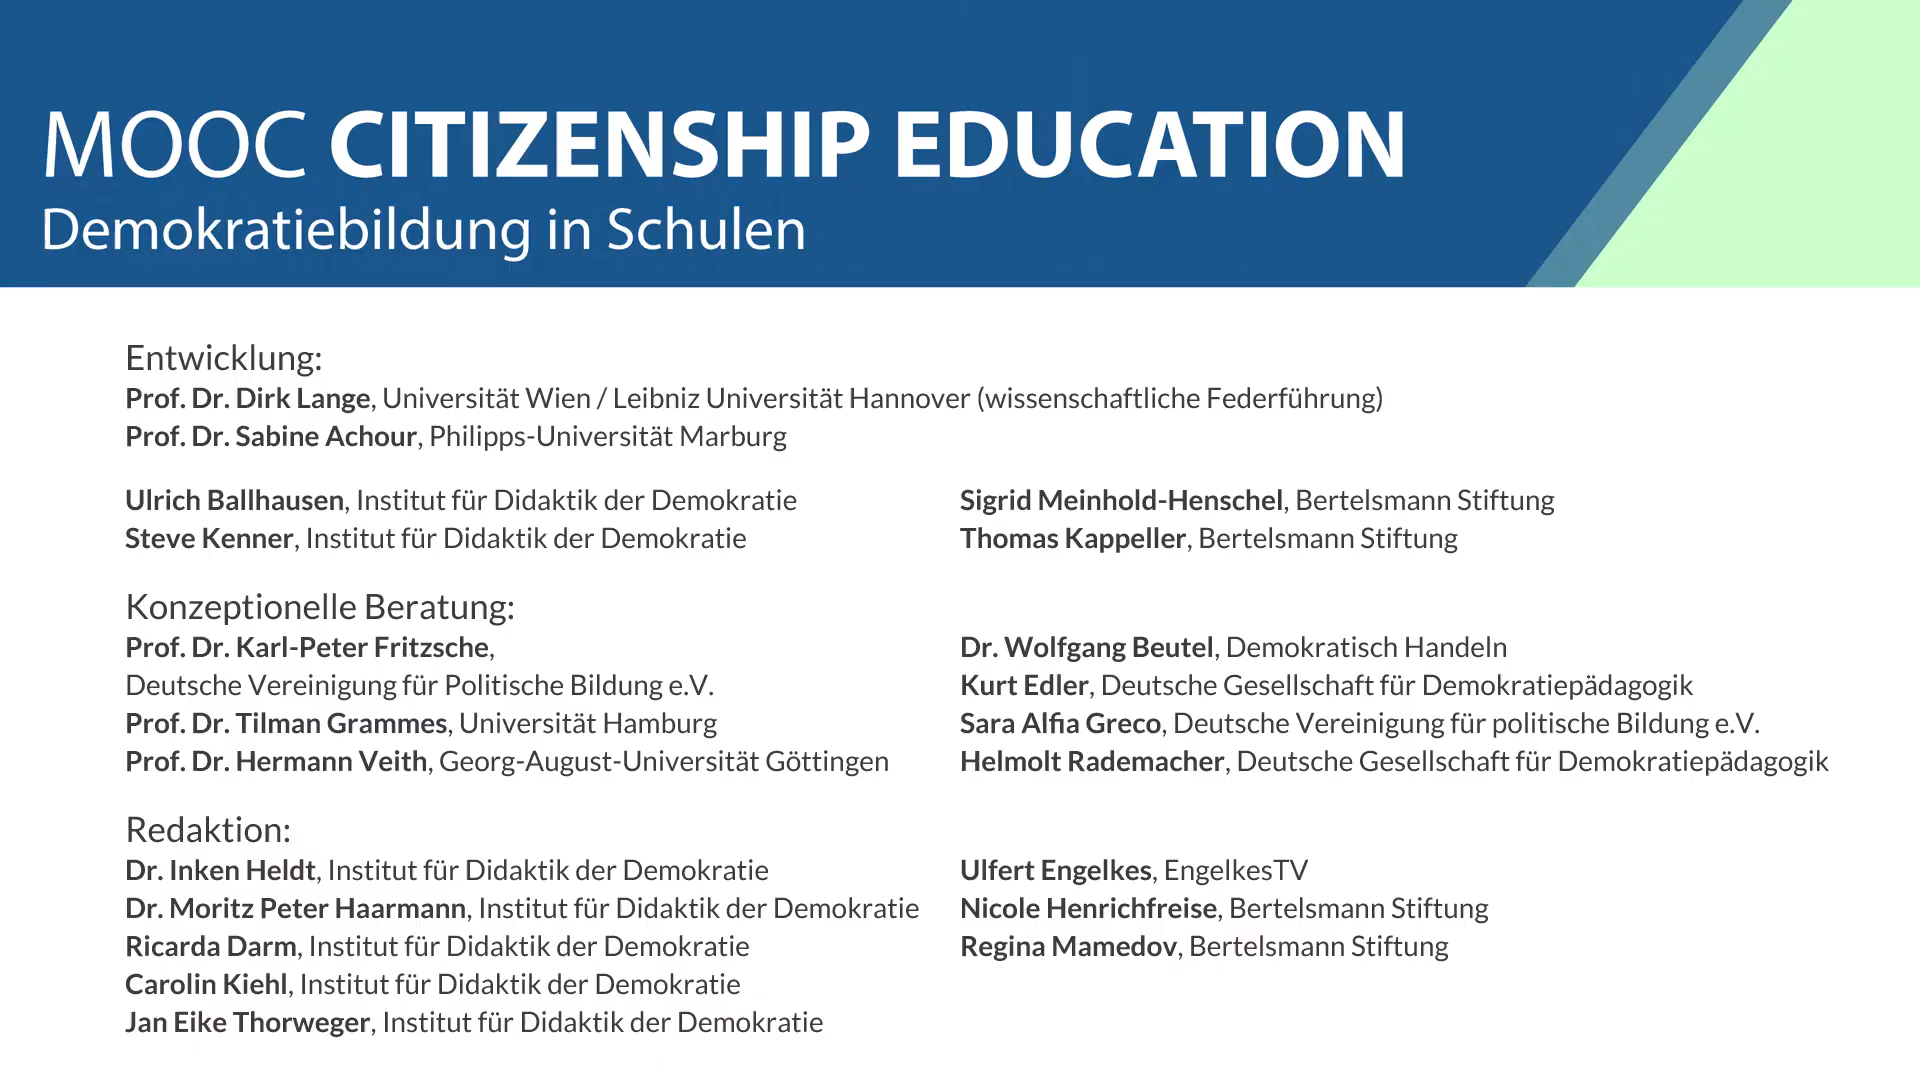 MOOC CITIZENSHIP EDUCATION
Demokratiebildung in Schulen
Entwicklung:
Prof. Dr. Dirk Lange, Universität Wien / Leibniz Universität Hannover (wissenschaftliche Federführung)
Prof. Dr. Sabine Achour, Philipps-Universität Marburg
Ulrich Ballhausen, Institut für Didaktik der Demokratie
Steve Kenner, Institut für Didaktik der Demokratie
Sigrid Meinhold-Henschel, Bertelsmann Stiftung
Thomas Kappeller, Bertelsmann Stiftung
Konzeptionelle Beratung:
Prof. Dr. Karl-Peter Fritzsche,
Deutsche Vereinigung für Politische Bildung e.V.
Prof. Dr. Tilman Grammes, Universität Hamburg
Prof. Dr. Hermann Veith, Georg-August-Universität Göttingen
Dr. Wolfgang Beutel, Demokratisch Handeln
Kurt Edler, Deutsche Gesellschaft für Demokratiepädagogik
Sara Alfia Greco, Deutsche Vereinigung für politische Bildung e.V.
Helmolt Rademacher, Deutsche Gesellschaft für Demokratiepädagogik
Redaktion:
Dr. Inken Heldt, Institut für Didaktik der Demokratie
Dr. Moritz Peter Haarmann, Institut für Didaktik der Demokratie
Ricarda Darm, Institut für Didaktik der Demokratie
Carolin Kiehl, Institut für Didaktik der Demokratie
Jan Eike Thorweger, Institut für Didaktik der Demokratie
Ulfert Engelkes, EngelkesTV
Nicole Henrichfreise, Bertelsmann Stiftung
Regina Mamedov, Bertelsmann Stiftung